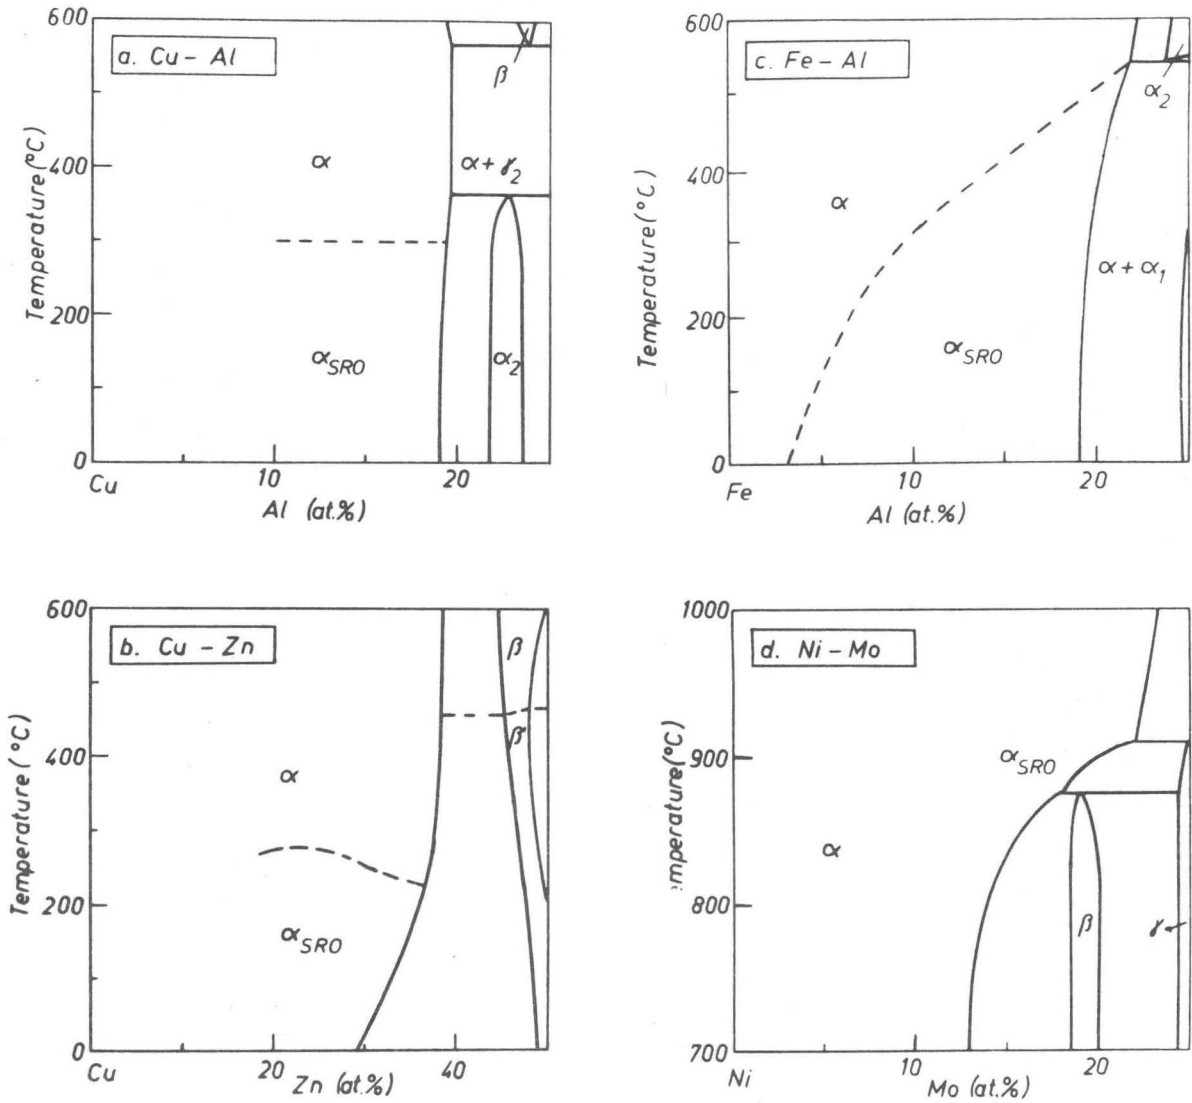 a. Cu – Al
600
400
200
0
Temperature (°C)
β
α
α + γ2
αSRO
α2
10
20
Cu
Al (at.%)
c. Fe – Al
600
400
200
0
Temperature (°C)
α2
α
α + α1
αSRO
10
20
Fe
Al (at.%)
b. Cu – Zn
600
400
200
0
Temperature (°C)
β
β'
α
αSRO
20
40
Cu
Zn (at.%)
d. Ni – Mo
1000
900
800
700
emperature (°C)
αSRO
α
β
γ
10
20
Ni
Mo (at.%)